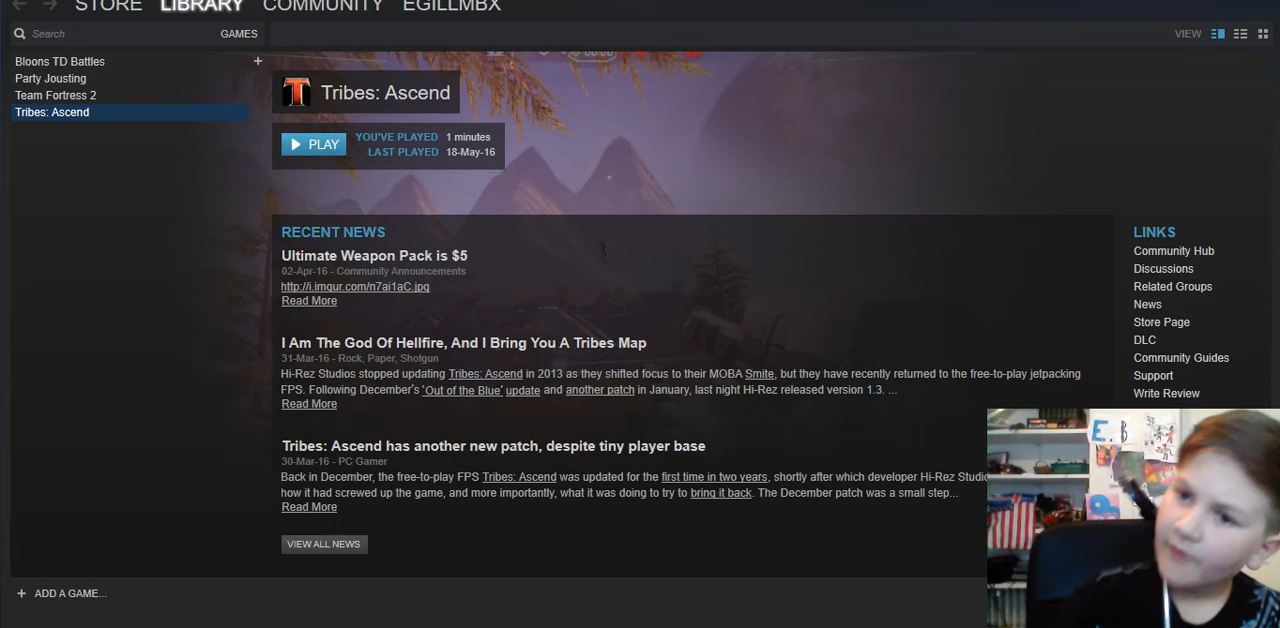 STORE LIBRARY COMMUNITY EGILLMBX
Search GAMES VIEW
Bloons TD Battles
Party Jousting
Team Fortress 2
Tribes: Ascend
Tribes: Ascend
PLAY
YOU'VE PLAYED 1 minutes
LAST PLAYED 18-May-16
RECENT NEWS
Ultimate Weapon Pack is $5
02-Apr-16 - Community Announcements
http://i.imgur.com/n7ai1aC.jpg
Read More
I Am The God Of Hellfire, And I Bring You A Tribes Map
31-Mar-16 - Rock, Paper, Shotgun
Hi-Rez Studios stopped updating Tribes: Ascend in 2013 as they shifted focus to their MOBA Smite, but they have recently returned to the free-to-play jetpacking
FPS. Following December's 'Out of the Blue' update and another patch in January, last night Hi-Rez released version 1.3. ...
Read More
Tribes: Ascend has another new patch, despite tiny player base
30-Mar-16 - PC Gamer
Back in December, the free-to-play FPS Tribes: Ascend was updated for the first time in two years, shortly after which developer Hi-Rez Studio
how it had screwed up the game, and more importantly, what it was doing to try to bring it back. The December patch was a small step...
Read More
VIEW ALL NEWS
LINKS
Community Hub
Discussions
Related Groups
News
Store Page
DLC
Community Guides
Support
Write Review
E. B
+ ADD A GAME...